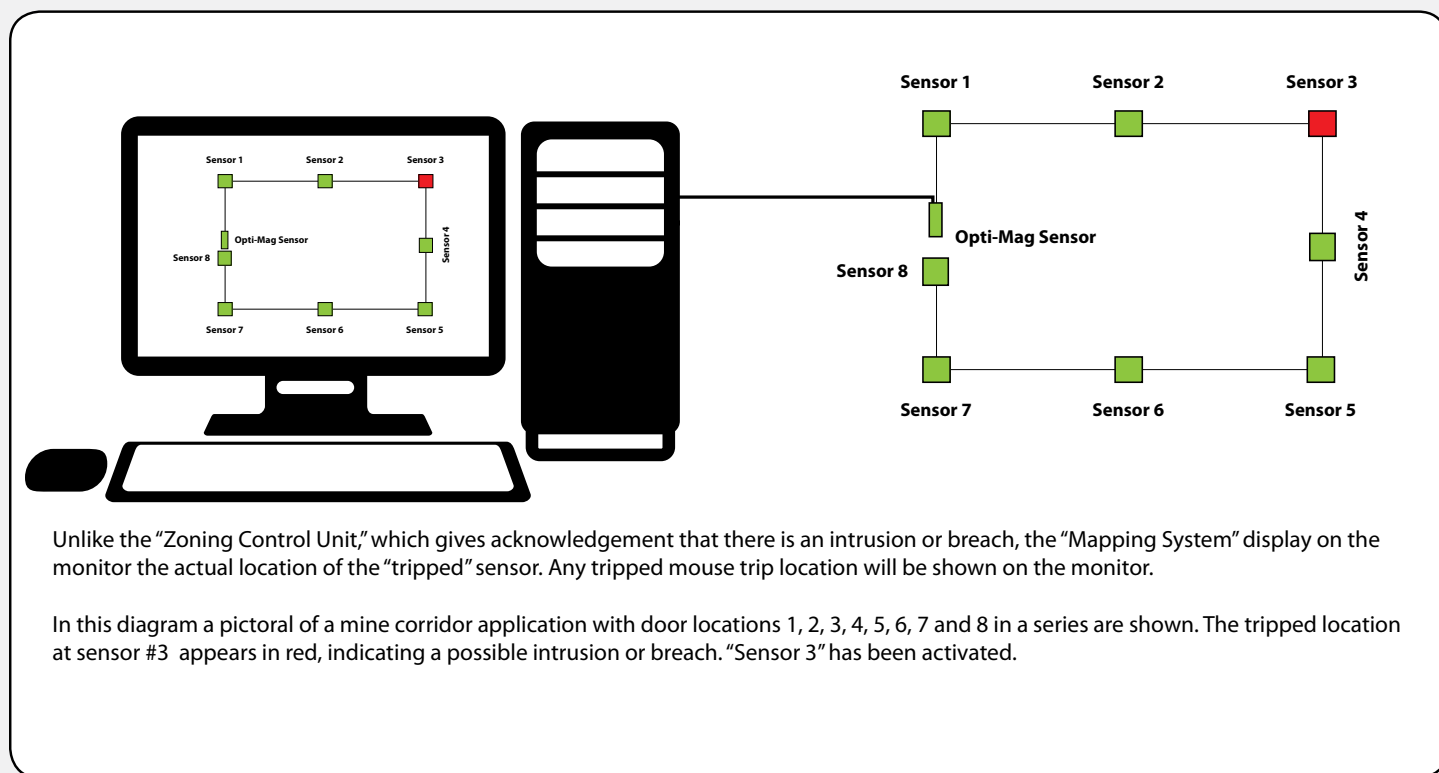 Sensor 1
Sensor 2
Sensor 3
Sensor 1
Sensor 2
Sensor 3
Opti-Mag Sensor
Sensor 4
Sensor 8
Sensor 7
Sensor 6
Sensor 5
Opti-Mag Sensor
Sensor 4
Sensor 8
Sensor 7
Sensor 6
Sensor 5
Unlike the “Zoning Control Unit,” which gives acknowledgement that there is an intrusion or breach, the “Mapping System” display on the
monitor the actual location of the “tripped” sensor. Any tripped mouse trip location will be shown on the monitor.
In this diagram a pictoral of a mine corridor application with door locations 1, 2, 3, 4, 5, 6, 7 and 8 in a series are shown. The tripped location
at sensor #3 appears in red, indicating a possible intrusion or breach. “Sensor 3” has been activated.